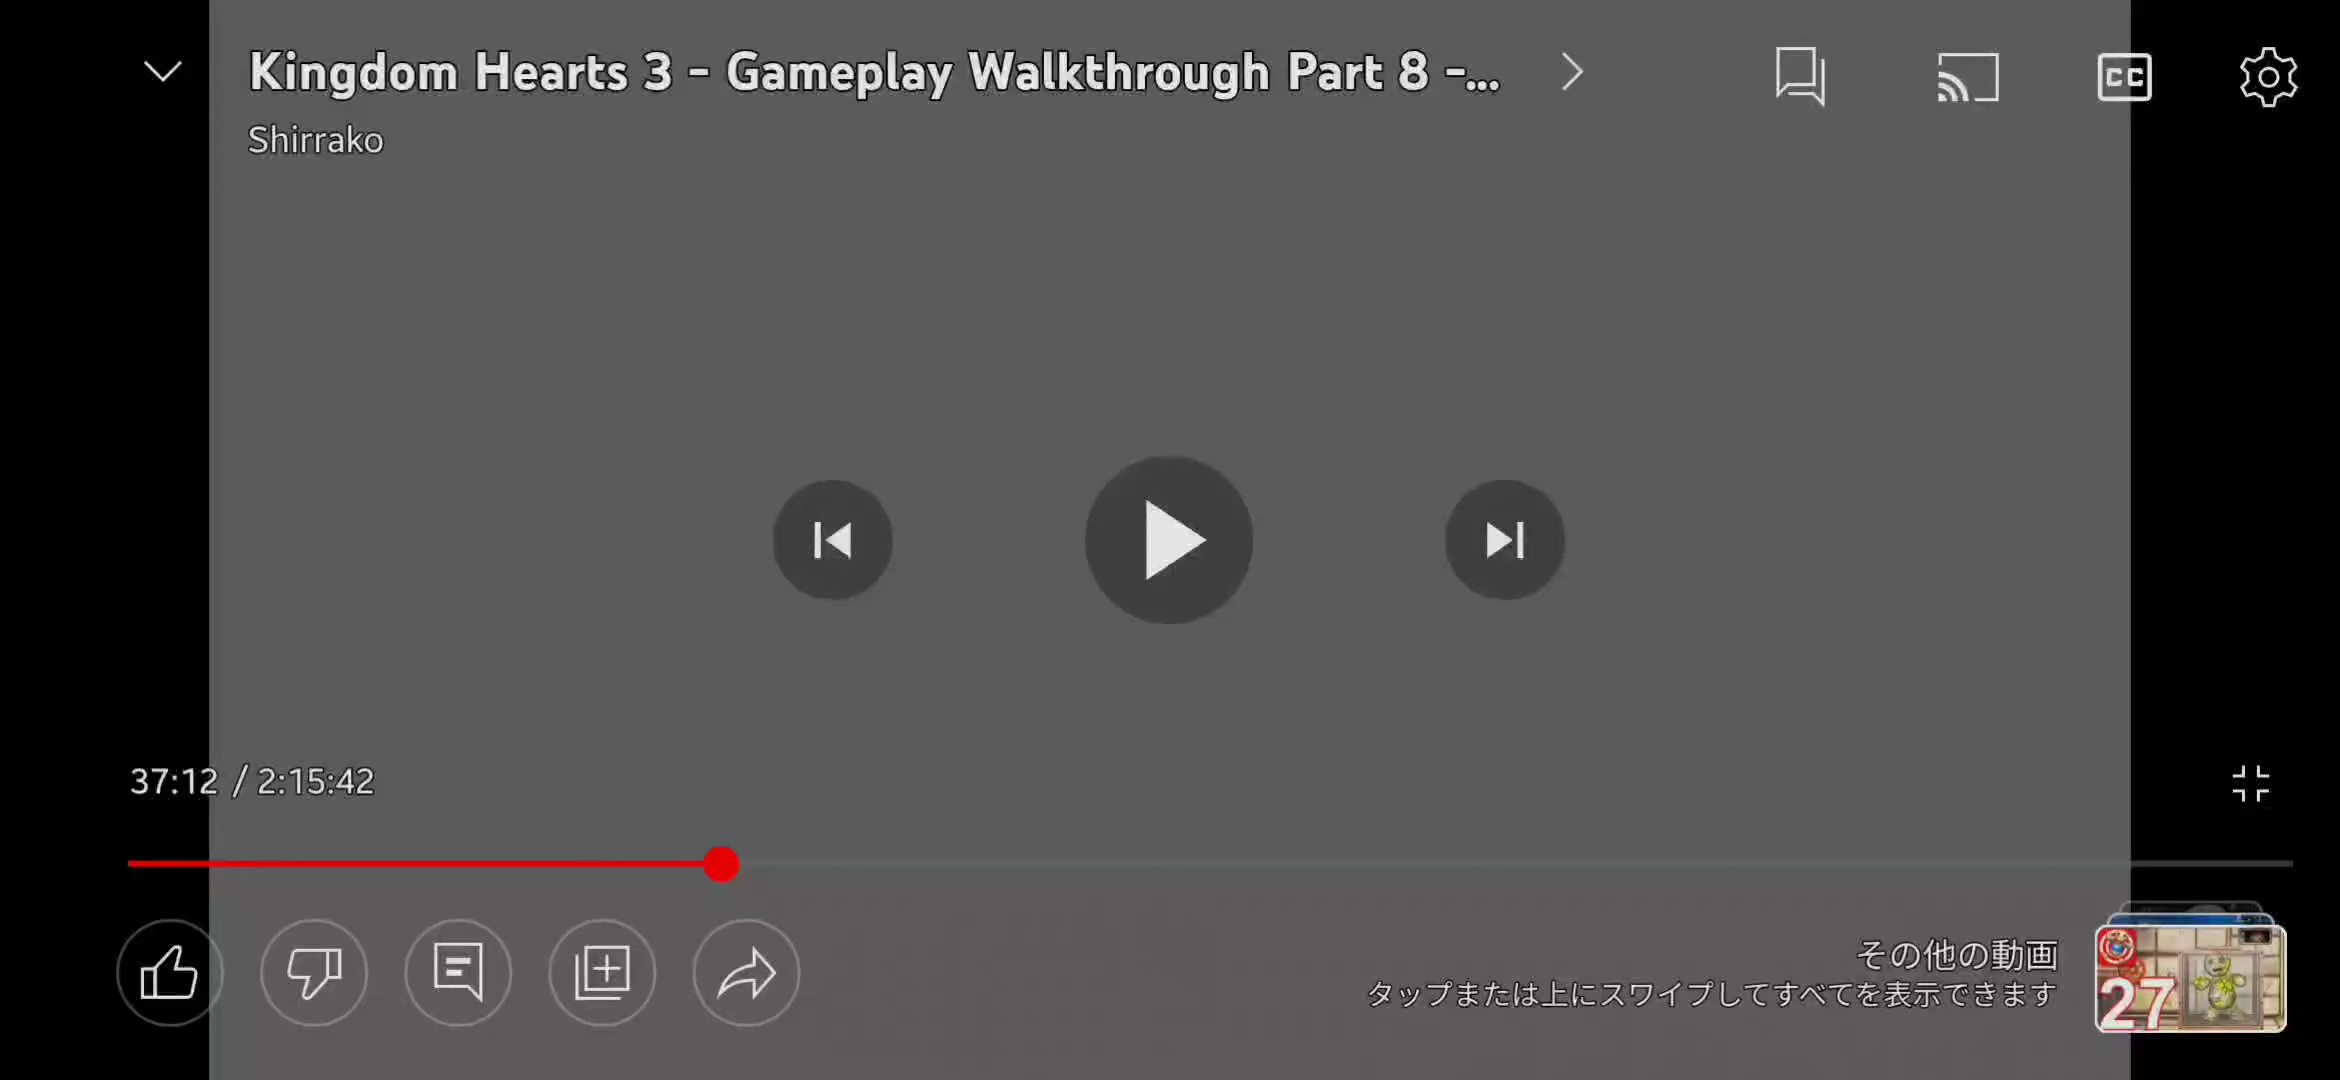 Kingdom Hearts 3 - Gameplay Walkthrough Part 8 -...
Shirrako
CC
37:12 / 2:15:42
その他の動画
タップまたは上にスワイプしてすべてを表示できます
27